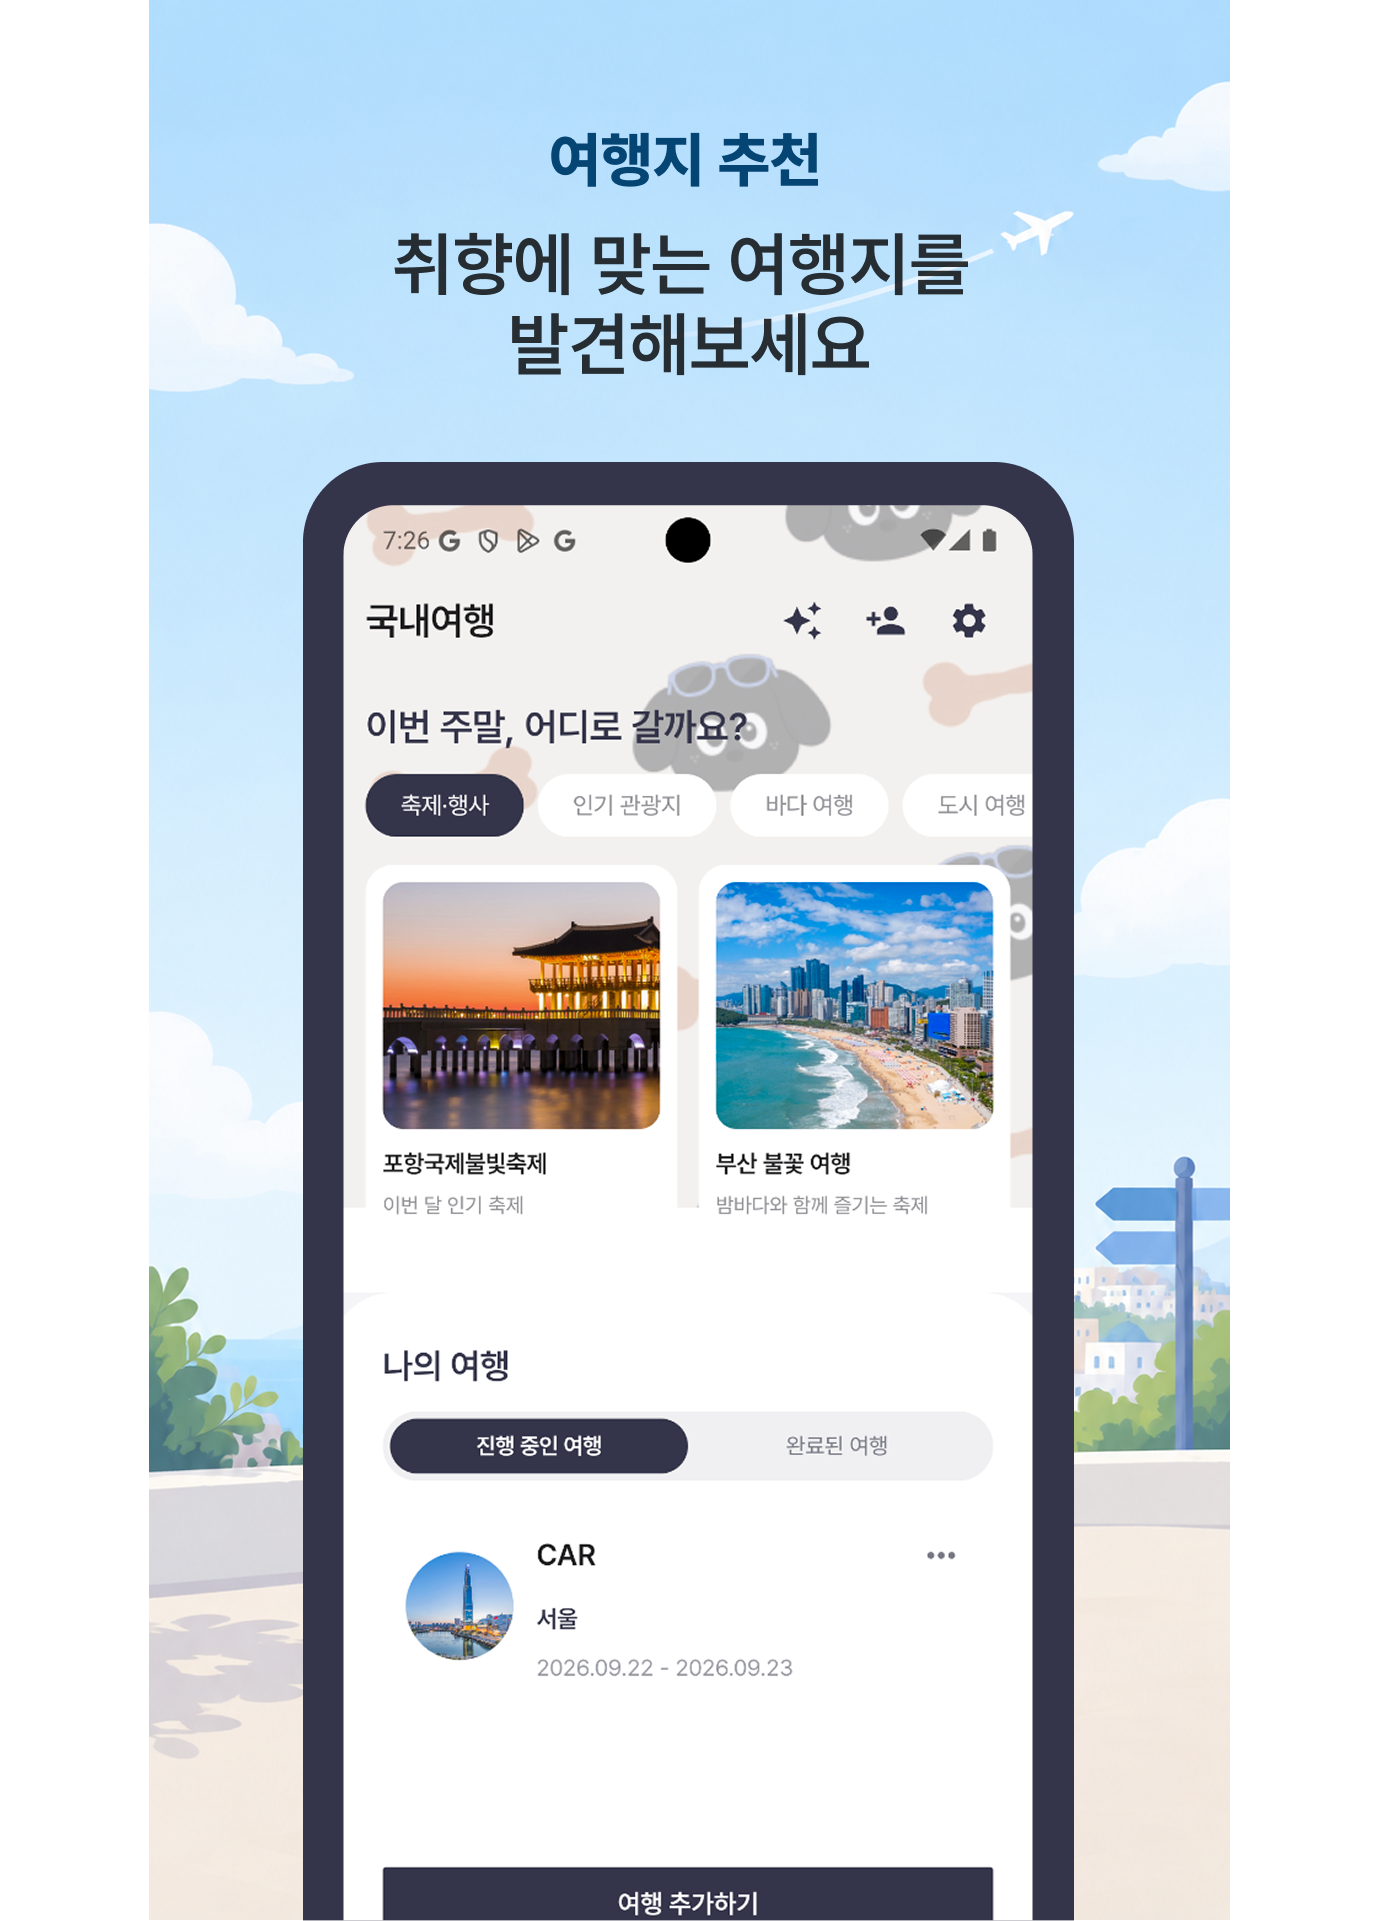 여행지 추천
취향에 맞는 여행지를
발견해보세요
7:26
국내여행
이번 주말, 어디로 갈까요?
축제·행사
인기 관광지
바다 여행
도시 여행
포항국제불빛축제
부산 불꽃 여행
이번 달 인기 축제
밤바다와 함께 즐기는 축제
나의 여행
진행 중인 여행
완료된 여행
CAR
서울
2026.09.22 - 2026.09.23
여행 추가하기